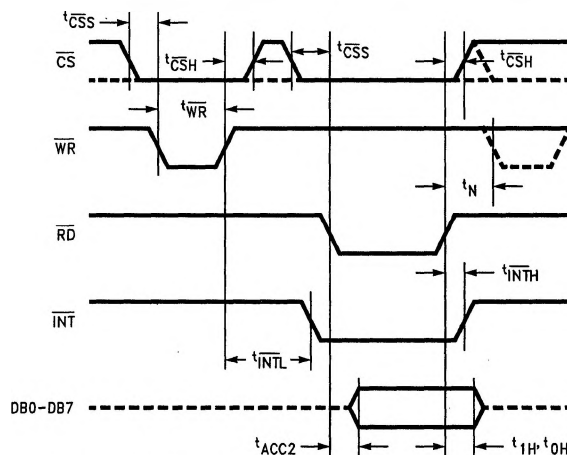 tCSS
CS
tCSH
tCSS
tCSH
WR
tWR
tN
RD
tINTH
INT
tINTL
DB0-DB7
tACC2
t1H, t0H